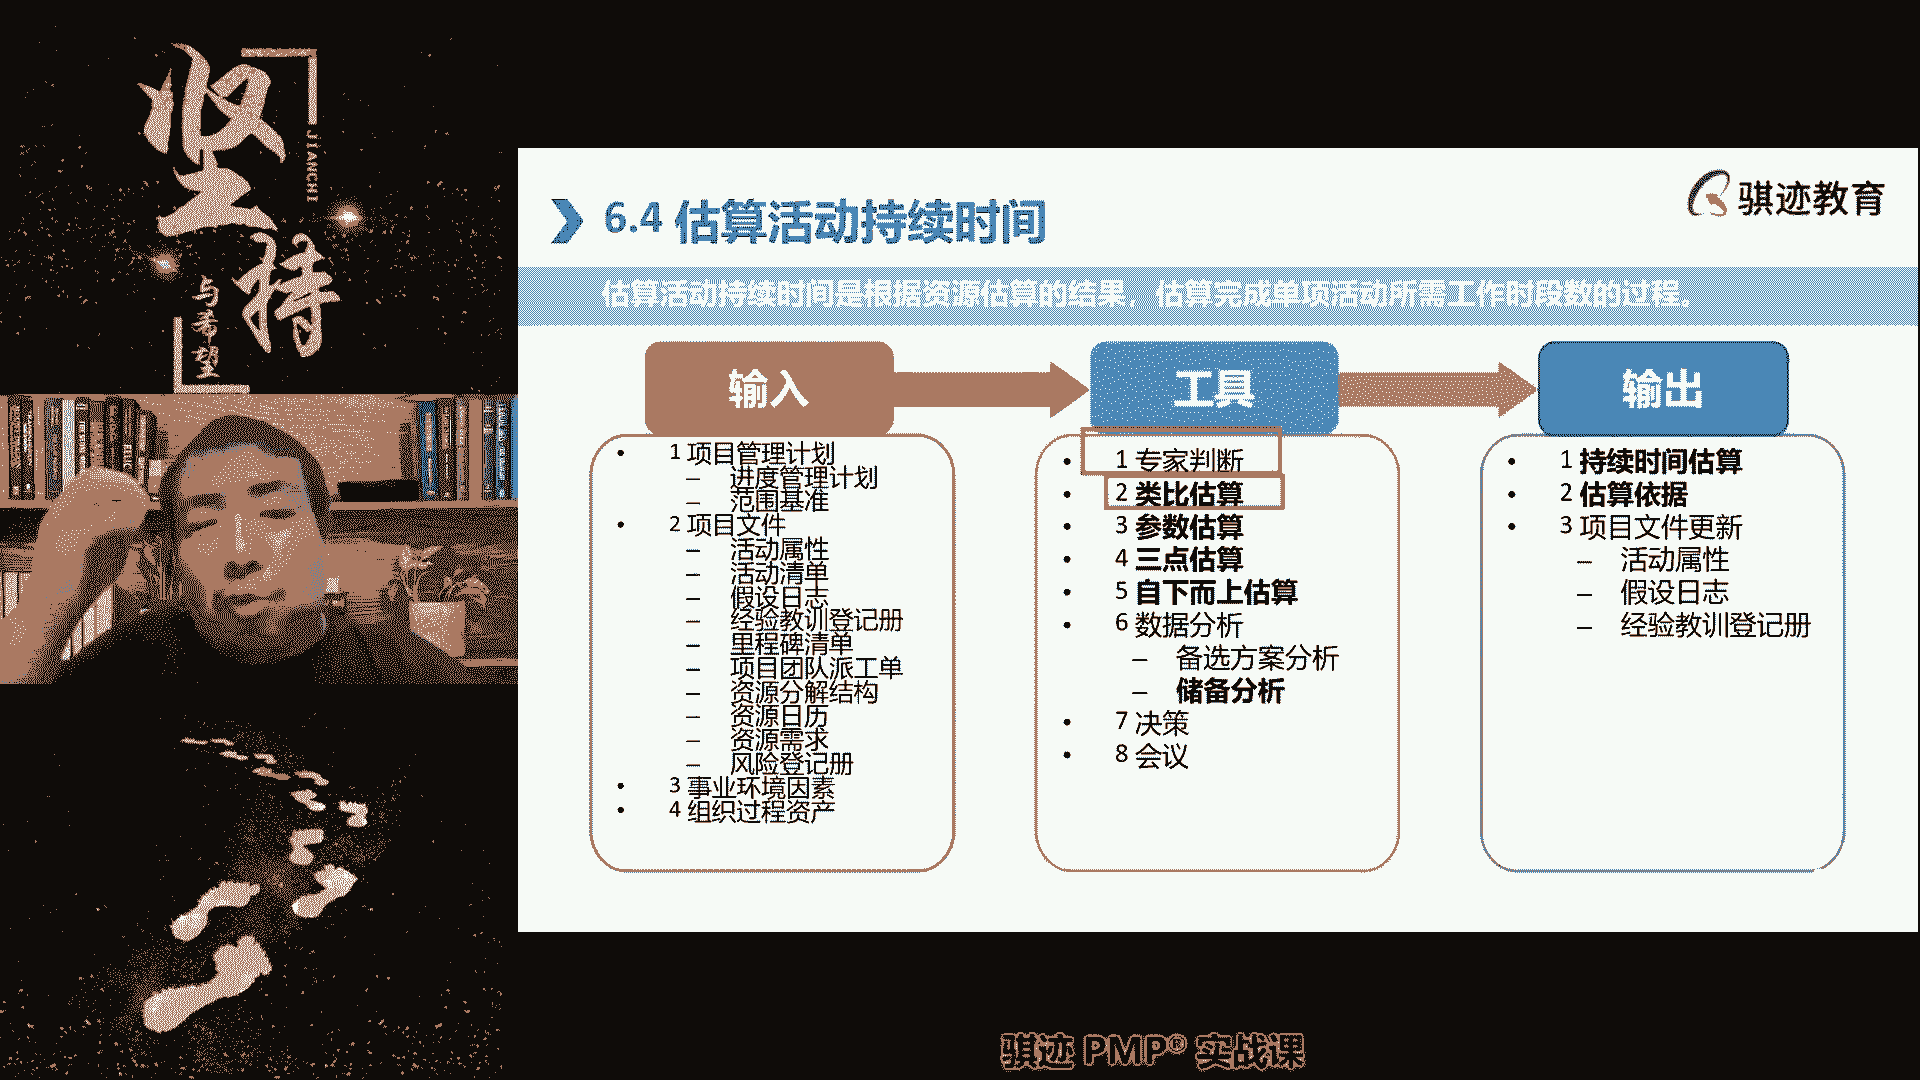 坚持
JIANCHI
与希望
骐迹教育
6.4 估算活动持续时间
估算活动持续时间是根据资源估算的结果，估算完成单项活动所需工作时段数的过程。
输入
• 1 项目管理计划
– 进度管理计划
– 范围基准
• 2 项目文件
– 活动属性
– 活动清单
– 假设日志
– 经验教训登记册
– 里程碑清单
– 项目团队派工单
– 资源分解结构
– 资源日历
– 资源需求
– 风险登记册
• 3 事业环境因素
• 4 组织过程资产
工具
• 1 专家判断
• 2 类比估算
• 3 参数估算
• 4 三点估算
• 5 自下而上估算
• 6 数据分析
– 备选方案分析
– 储备分析
• 7 决策
• 8 会议
输出
• 1 持续时间估算
• 2 估算依据
• 3 项目文件更新
– 活动属性
– 假设日志
– 经验教训登记册
骐迹 PMP® 实战课